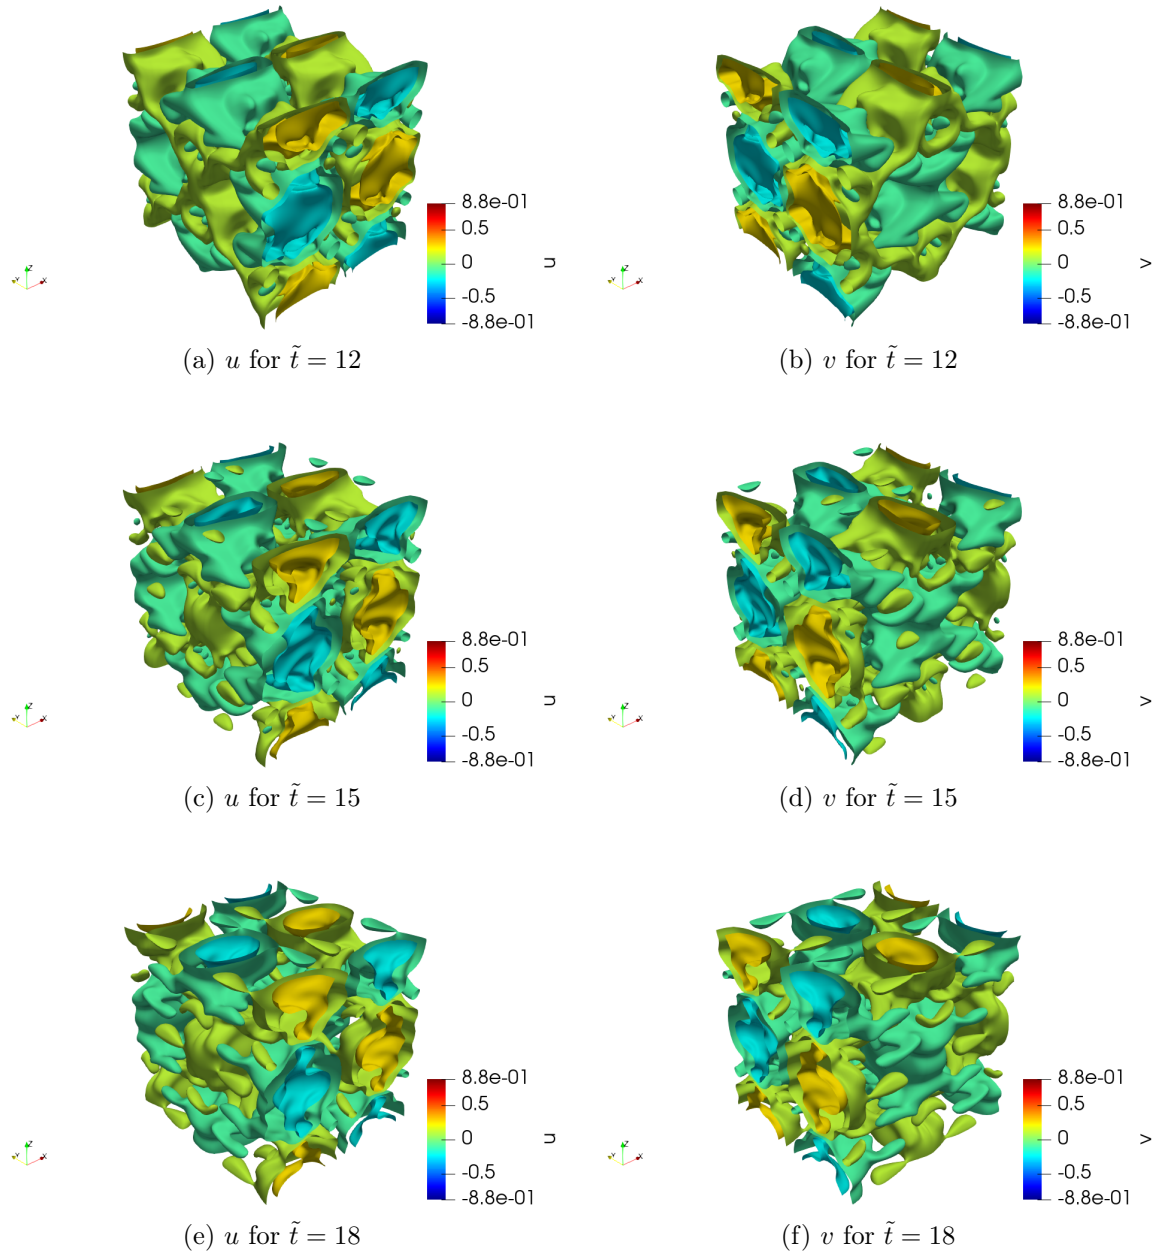 8.8e-01
0.5
0
-0.5
-8.8e-01
u
Z
Y
X
(a) u for t̃ = 12
8.8e-01
0.5
0
-0.5
-8.8e-01
v
Z
Y
X
(b) v for t̃ = 12
8.8e-01
0.5
0
-0.5
-8.8e-01
u
Z
Y
X
(c) u for t̃ = 15
8.8e-01
0.5
0
-0.5
-8.8e-01
v
Z
Y
X
(d) v for t̃ = 15
8.8e-01
0.5
0
-0.5
-8.8e-01
u
Z
Y
X
(e) u for t̃ = 18
8.8e-01
0.5
0
-0.5
-8.8e-01
v
Z
Y
X
(f) v for t̃ = 18